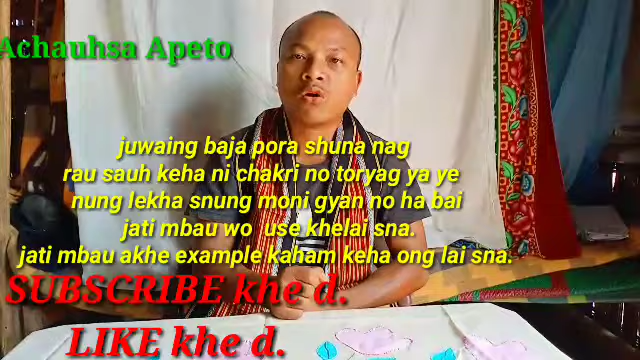 Achauhsa Apeto
juwaing baja pora shuna nag
rau sauh keha ni chakri no toryag ya ye
nung lekha snung moni gyan no ha bai
jati mbau wo use khelai sna.
jati mbau akhe example kaham keha ong lai sna.
SUBSCRIBE khe d.
LIKE khe d.